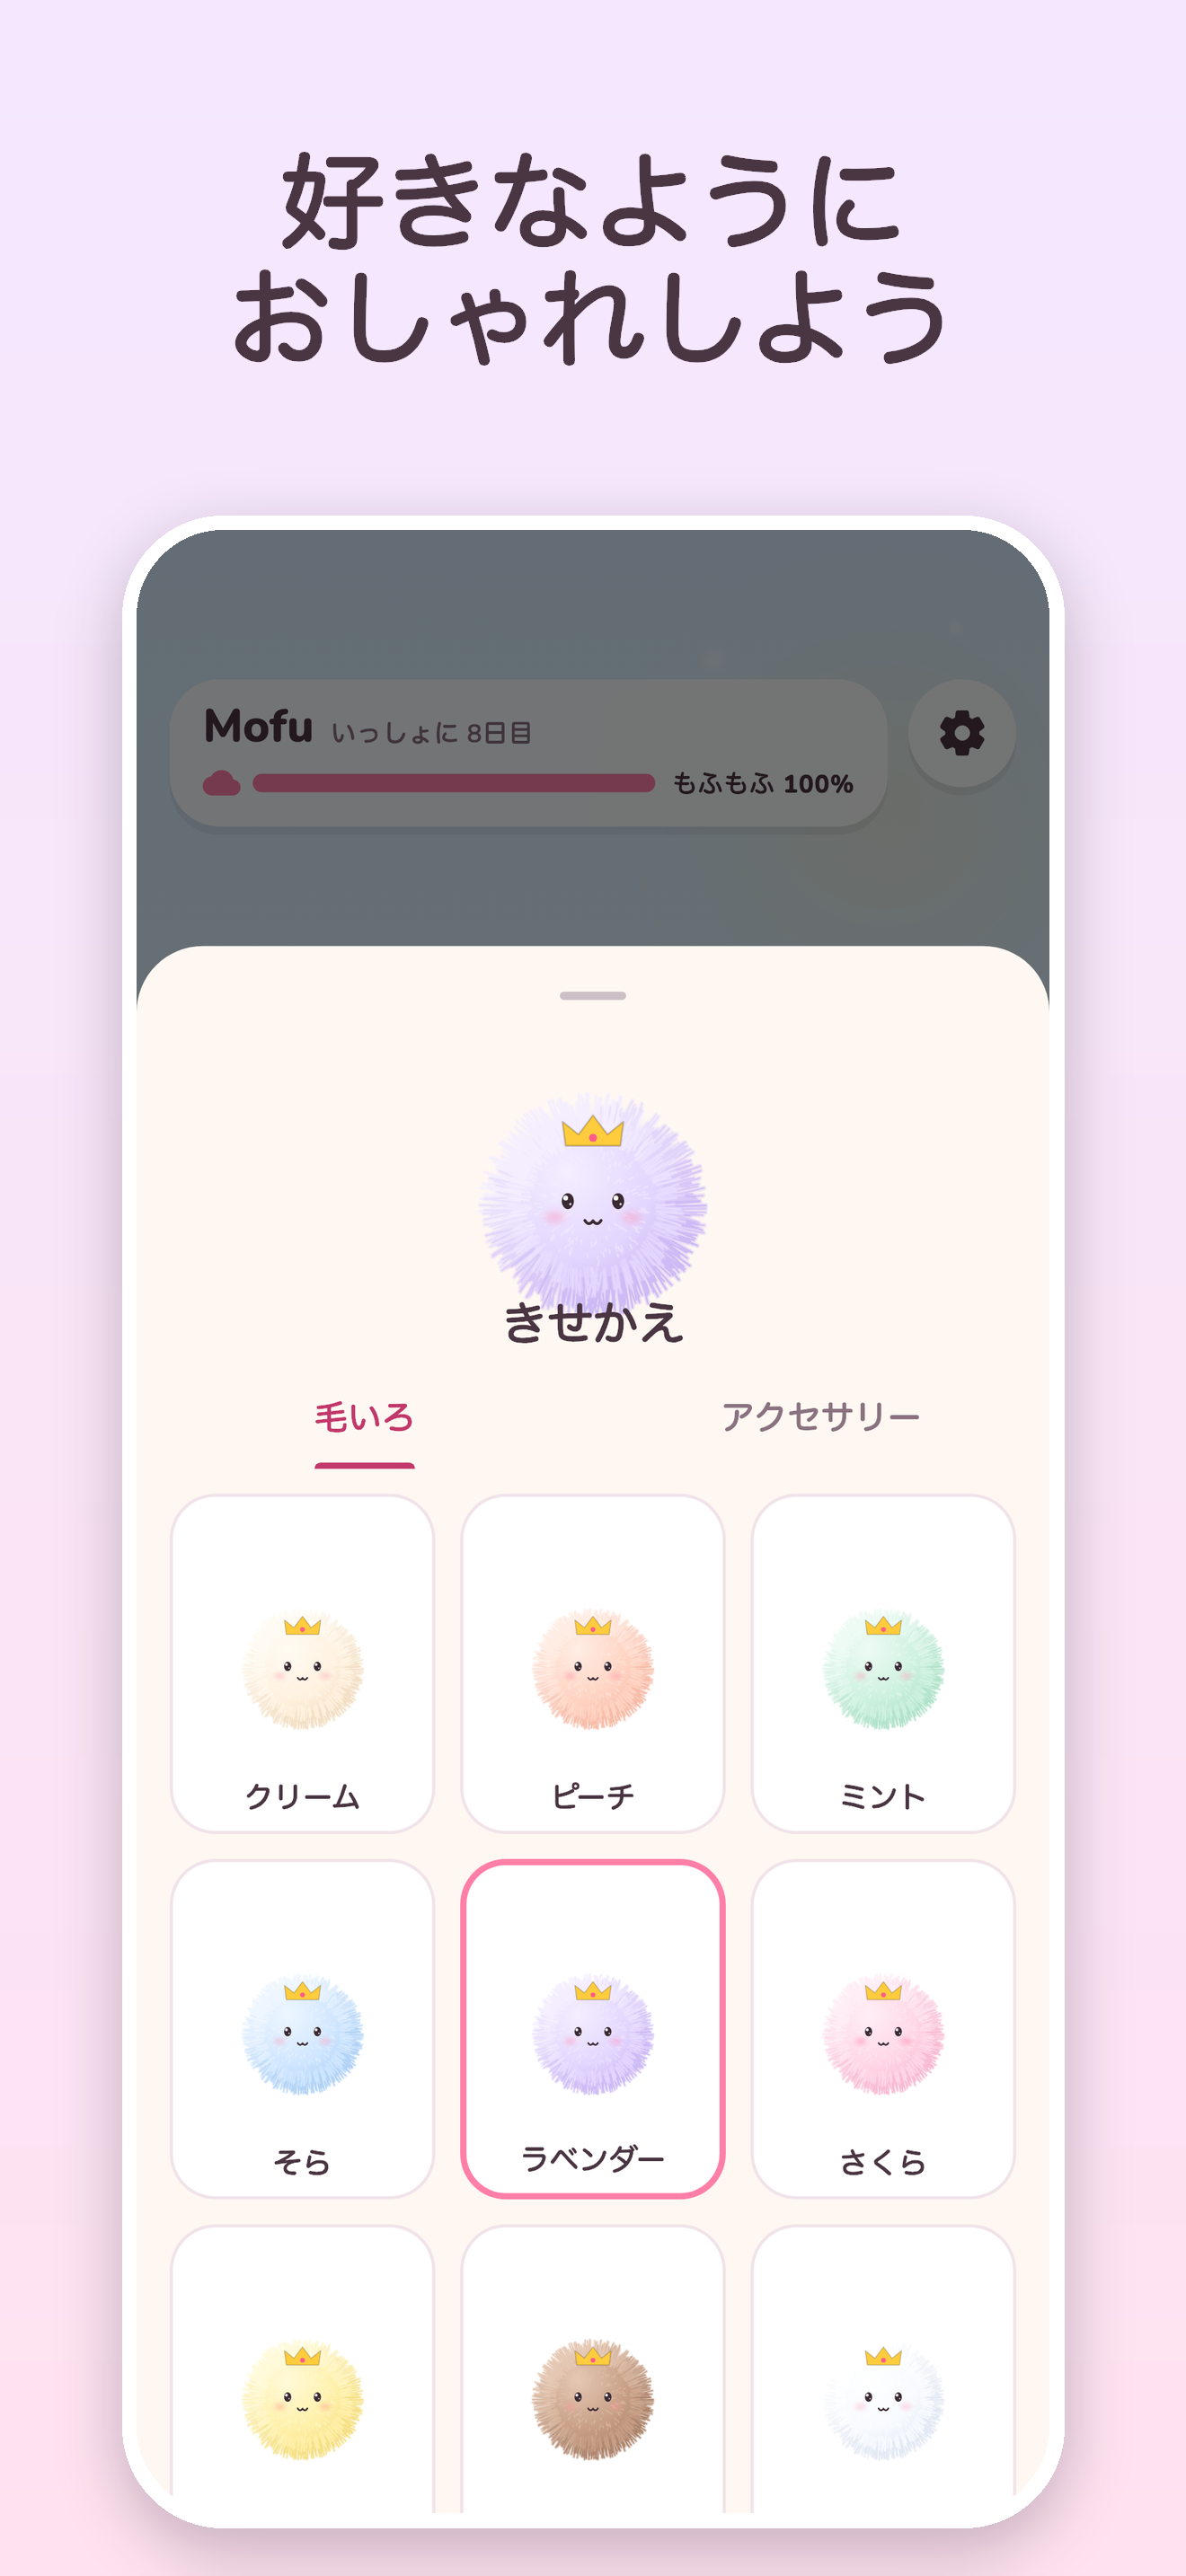 好きなように
おしゃれしよう
Mofu いっしょに 8日目
もふもふ 100%
きせかえ
毛いろ アクセサリー
クリーム ピーチ ミント
そら ラベンダー さくら